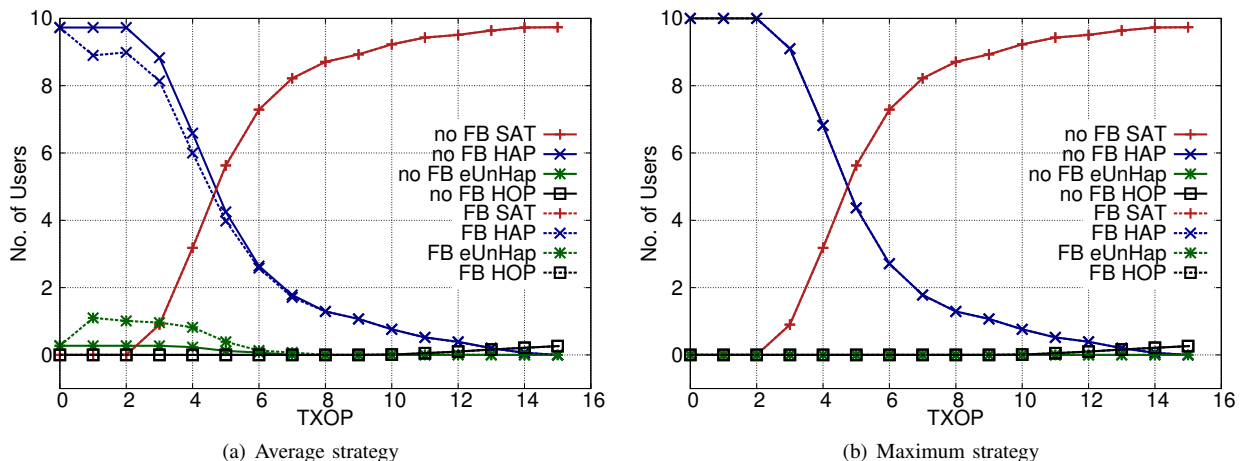 10
8
6
4
2
0
No. of Users
no FB SAT
no FB HAP
no FB eUnHap
no FB HOP
FB SAT
FB HAP
FB eUnHap
FB HOP
0 2 4 6 8 10 12 14 16
TXOP
(a) Average strategy
10
8
6
4
2
0
No. of Users
no FB SAT
no FB HAP
no FB eUnHap
no FB HOP
FB SAT
FB HAP
FB eUnHap
FB HOP
0 2 4 6 8 10 12 14 16
TXOP
(b) Maximum strategy